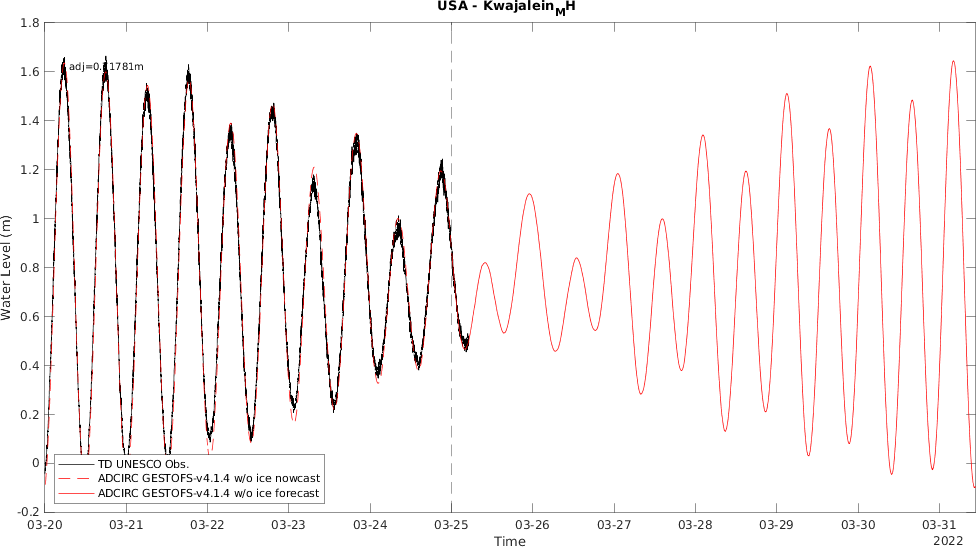 USA - Kwajalein_MH
adj=0.11781m
1.8
1.6
1.4
1.2
1
0.8
0.6
0.4
0.2
0
-0.2
Water Level (m)
TD UNESCO Obs.
ADCIRC GESTOFS-v4.1.4 w/o ice nowcast
ADCIRC GESTOFS-v4.1.4 w/o ice forecast
03-20 03-21 03-22 03-23 03-24 03-25 03-26 03-27 03-28 03-29 03-30 03-31
Time
2022